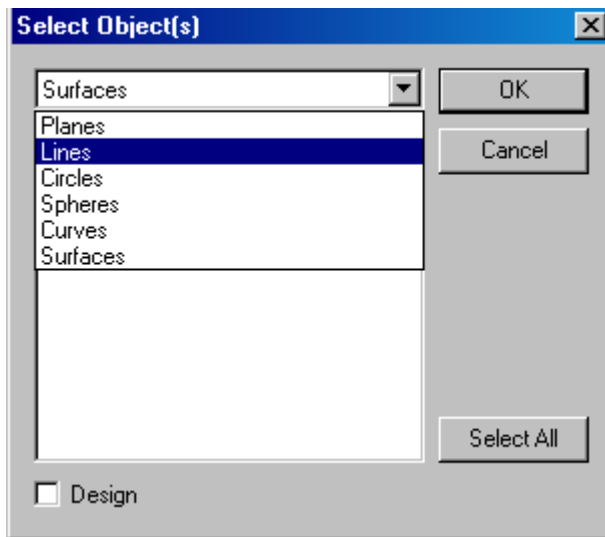 Select Object(s)
Surfaces
OK
Planes
Lines
Cancel
Circles
Spheres
Curves
Surfaces
Select All
Design